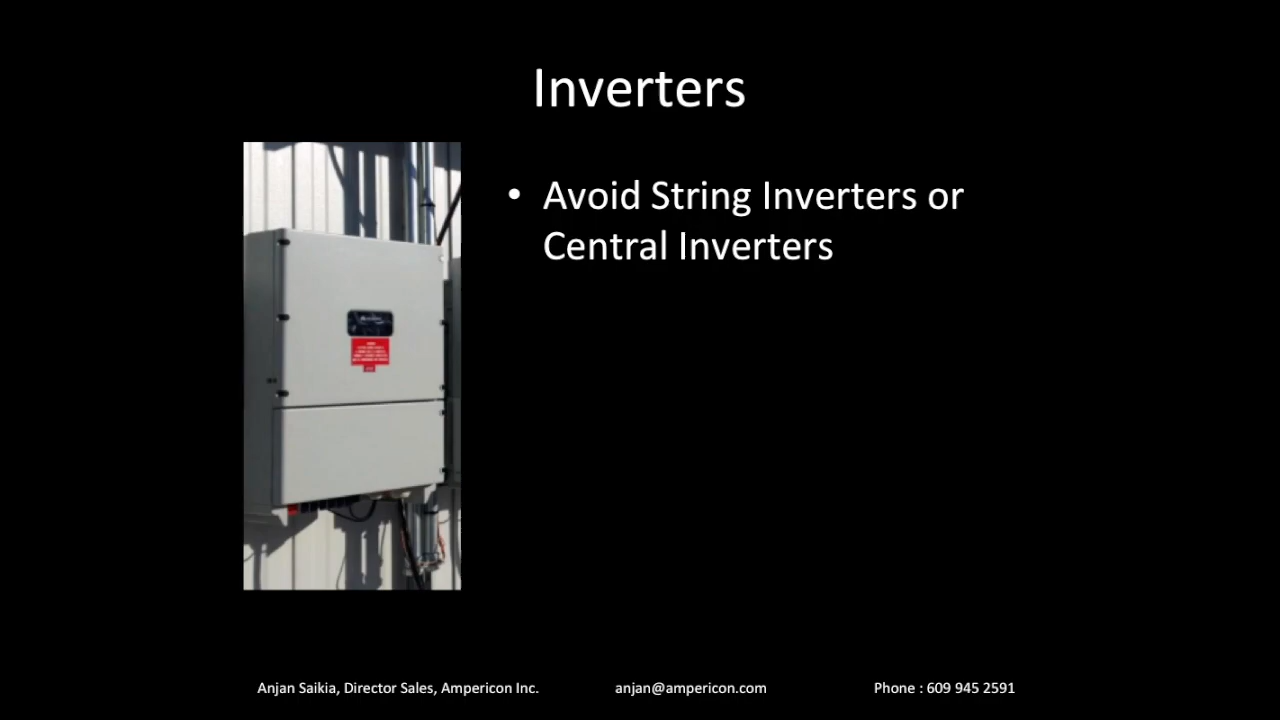 Inverters
• Avoid String Inverters or
Central Inverters
Anjan Saikia, Director Sales, Ampericon Inc. anjan@ampericon.com Phone : 609 945 2591